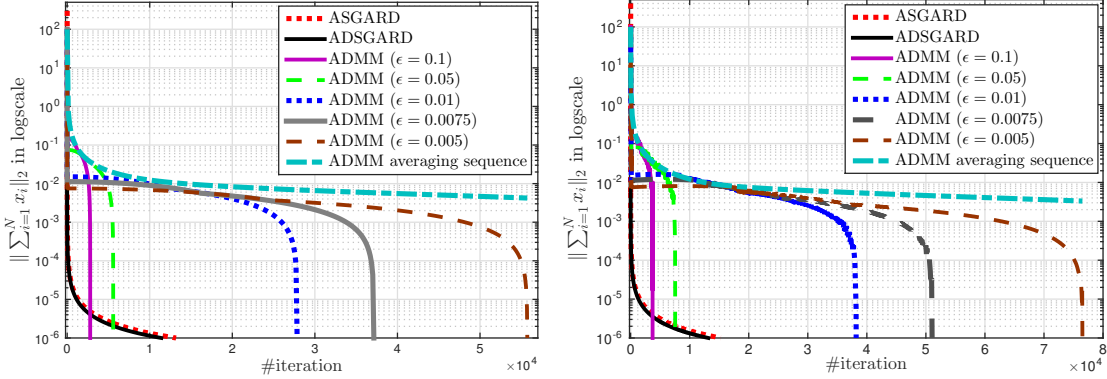 10^2
10^1
10^0
10^-1
10^-2
10^-3
10^-4
10^-5
10^-6
|| ∑_{i=1}^N x_i ||_2 in logscale
ASGARD
ADSGARD
ADMM (ϵ = 0.1)
ADMM (ϵ = 0.05)
ADMM (ϵ = 0.01)
ADMM (ϵ = 0.0075)
ADMM (ϵ = 0.005)
ADMM averaging sequence
0 1 2 3 4 5
#iteration
×10^4
10^2
10^1
10^0
10^-1
10^-2
10^-3
10^-4
10^-5
10^-6
|| ∑_{i=1}^N x_i ||_2 in logscale
ASGARD
ADSGARD
ADMM (ϵ = 0.1)
ADMM (ϵ = 0.05)
ADMM (ϵ = 0.01)
ADMM (ϵ = 0.0075)
ADMM (ϵ = 0.005)
ADMM averaging sequence
0 1 2 3 4 5 6 7 8
#iteration
×10^4